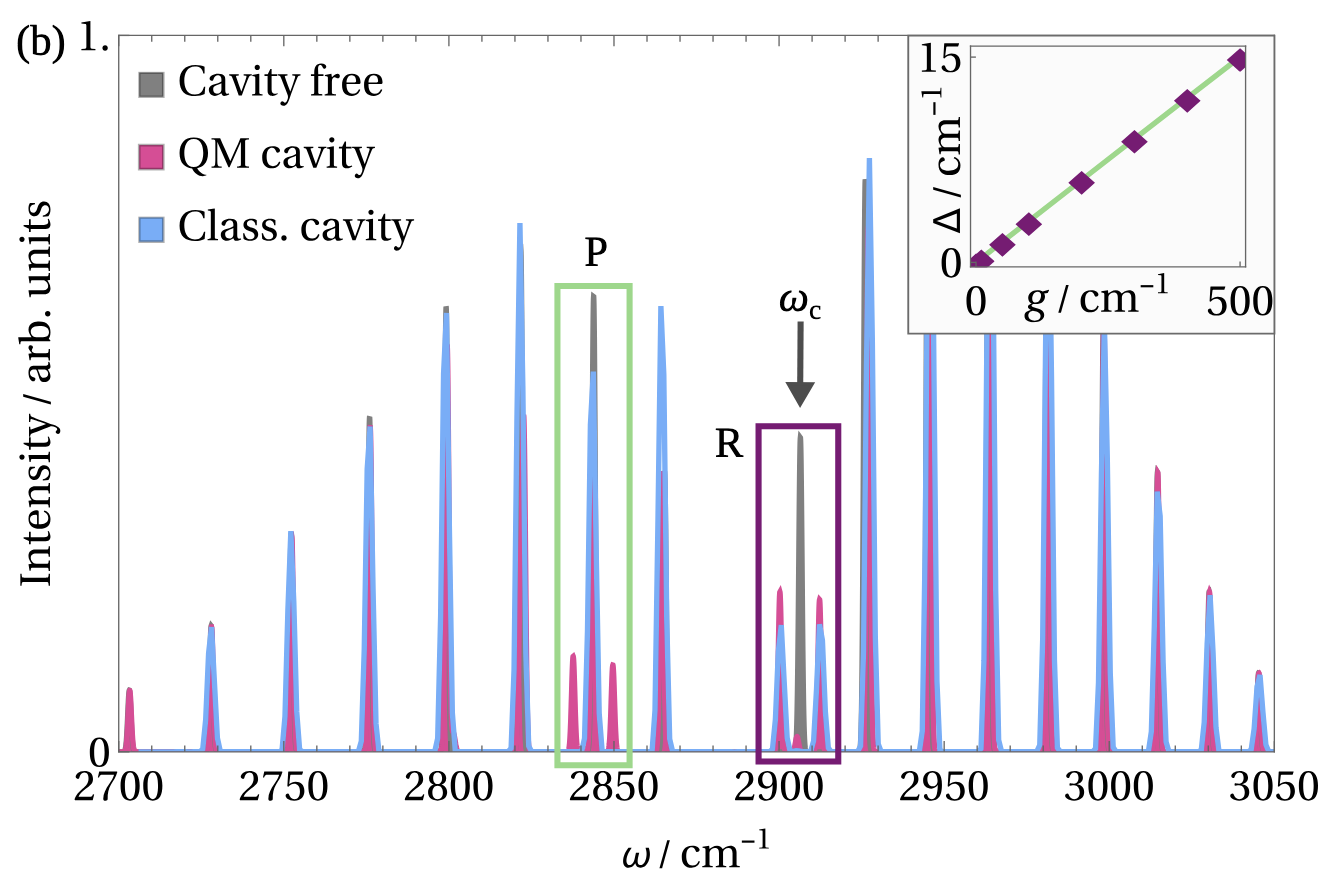 (b)
1.
Cavity free
QM cavity
Class. cavity
P
ωc
R
15
0
Δ / cm⁻¹
0 g / cm⁻¹ 500
Intensity / arb. units
0
2700 2750 2800 2850 2900 2950 3000 3050
ω / cm⁻¹